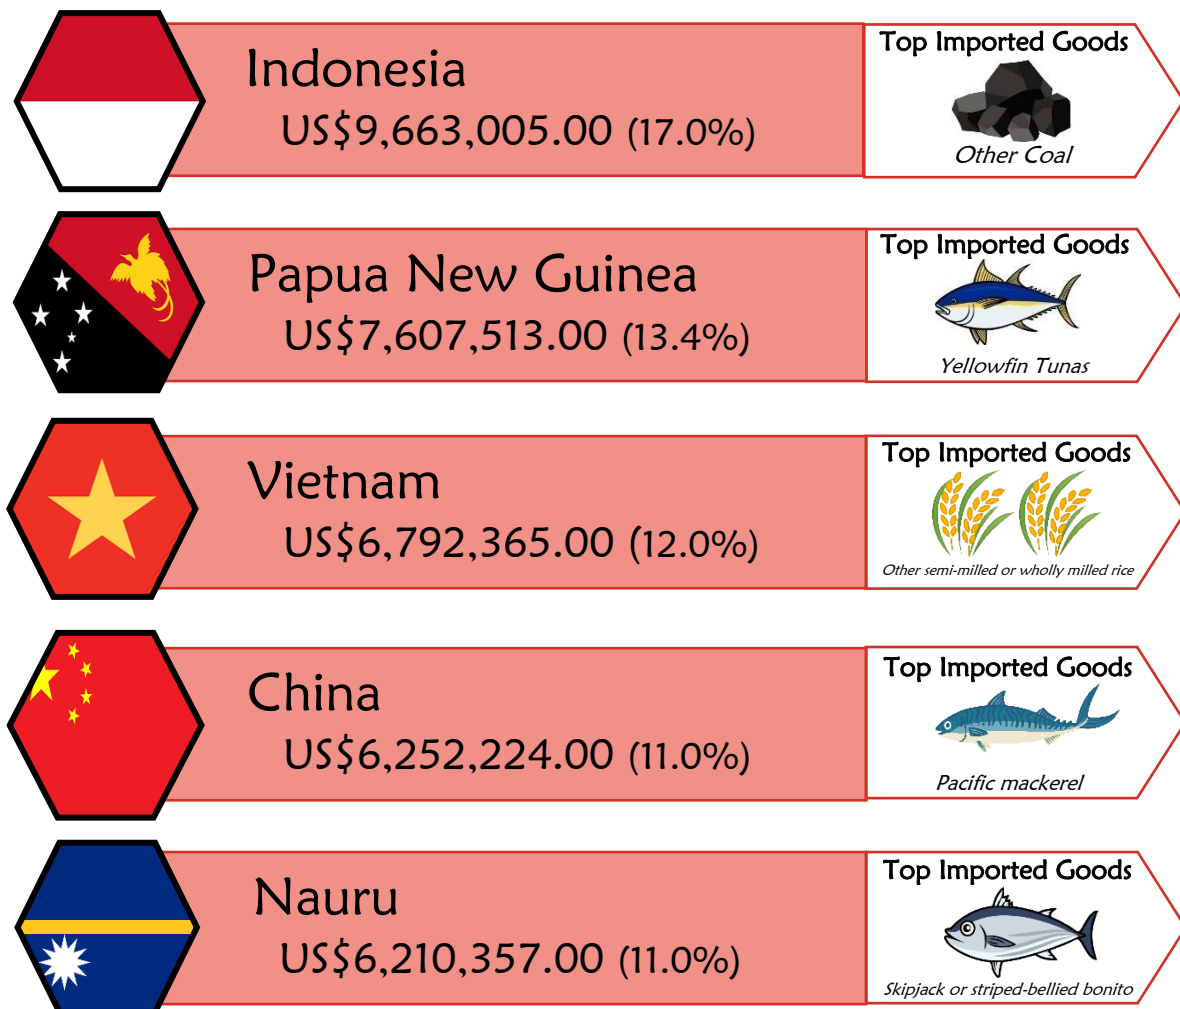 Indonesia
US$9,663,005.00 (17.0%)
Top Imported Goods
Other Coal
Papua New Guinea
US$7,607,513.00 (13.4%)
Top Imported Goods
Yellowfin Tunas
Vietnam
US$6,792,365.00 (12.0%)
Top Imported Goods
Other semi-milled or wholly milled rice
China
US$6,252,224.00 (11.0%)
Top Imported Goods
Pacific mackerel
Nauru
US$6,210,357.00 (11.0%)
Top Imported Goods
Skipjack or striped-bellied bonito